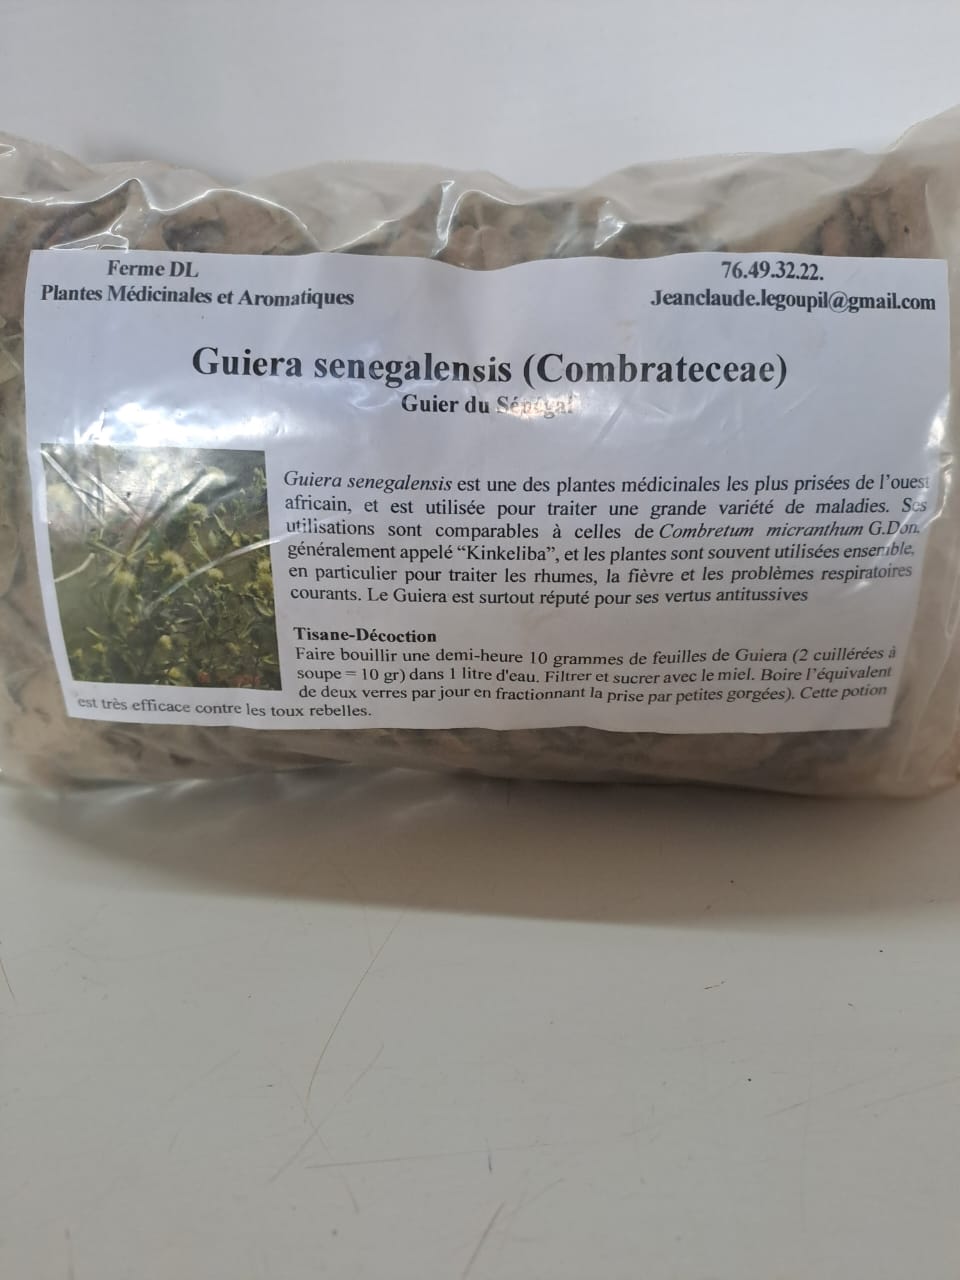 Ferme DL
Plantes Médicinales et Aromatiques
76.49.32.22.
Jeanclaude.legoupil@gmail.com
Guiera senegalensis (Combrateceae)
Guier du Sénégal
Guiera senegalensis est une des plantes médicinales les plus prisées de l'ouest
africain, et est utilisée pour traiter une grande variété de maladies. Ses
utilisations sont comparables à celles de Combretum micranthum G.Don.
généralement appelé “Kinkeliba”, et les plantes sont souvent utilisées ensemble,
en particulier pour traiter les rhumes, la fièvre et les problèmes respiratoires
courants. Le Guiera est surtout réputé pour ses vertus antitussives
Tisane-Décoction
Faire bouillir une demi-heure 10 grammes de feuilles de Guiera (2 cuillérées à
soupe = 10 gr) dans 1 litre d'eau. Filtrer et sucrer avec le miel. Boire l'équivalent
de deux verres par jour en fractionnant la prise par petites gorgées). Cette potion
est très efficace contre les toux rebelles.